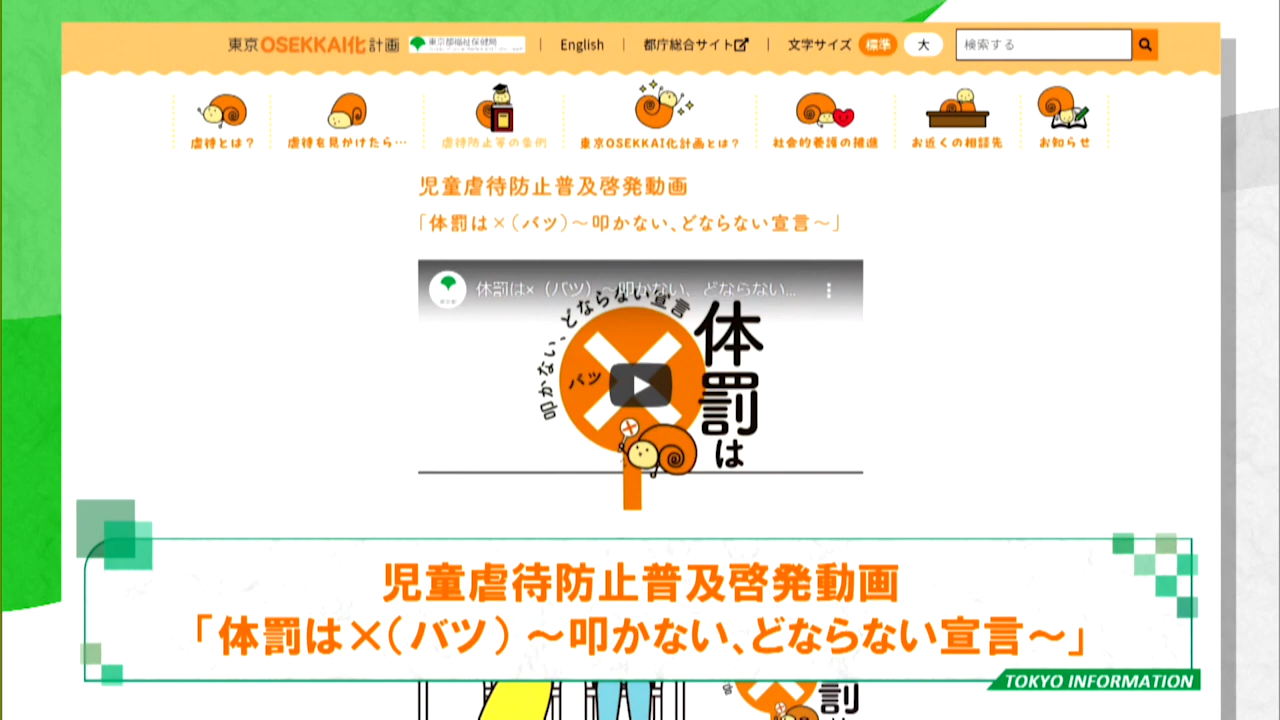 東京OSEKKAI化計画
東京都福祉保健局
English
都庁総合サイト
文字サイズ
標準
大
検索する
虐待とは？
虐待を見かけたら…
虐待防止等の条例
東京OSEKKAI化計画とは？
社会的養護の推進
お近くの相談先
お知らせ
児童虐待防止普及啓発動画
「体罰は×（バツ）～叩かない、どならない宣言～」
体罰は×（バツ）～叩かない、どならない...
叩かない、どならない宣言
バツ
体罰は
児童虐待防止普及啓発動画
「体罰は×（バツ）～叩かない、どならない宣言～」
TOKYO INFORMATION
罰